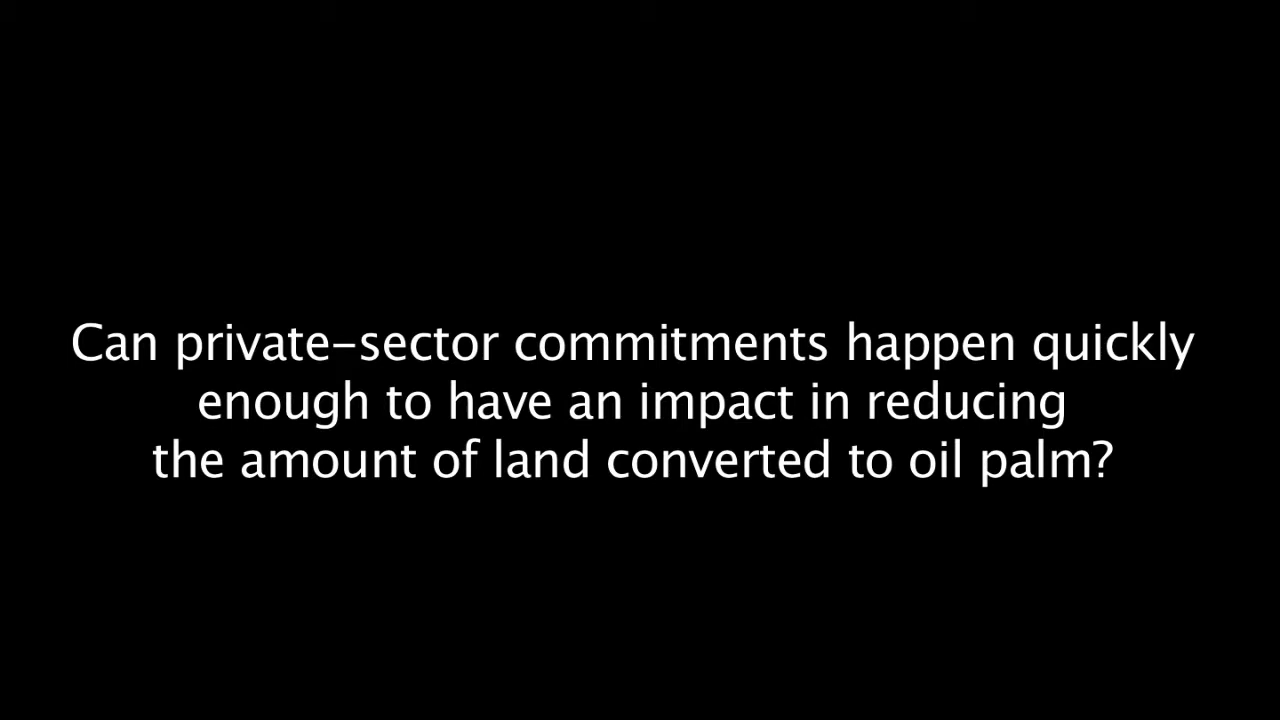 Can private-sector commitments happen quickly
enough to have an impact in reducing
the amount of land converted to oil palm?